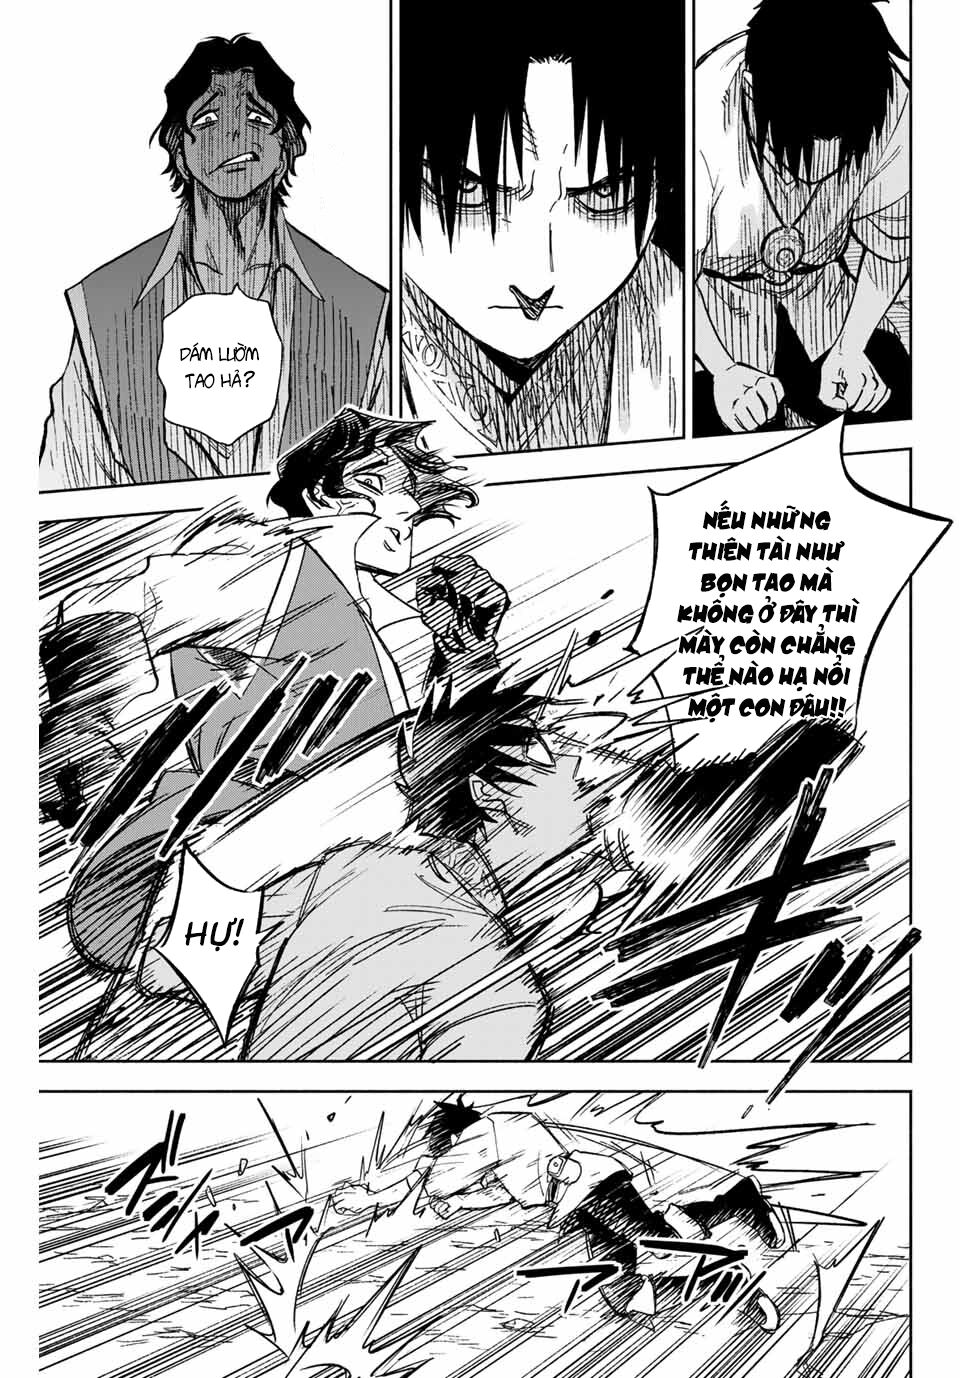 DÁM LƯỜM
TAO HẢ?
NẾU NHỮNG
THIÊN TÀI NHƯ
BỌN TAO MÀ
KHÔNG Ở ĐÂY THÌ
MÀY CÒN CHẲNG
THỂ NÀO HẠ NỔI
MỘT CON ĐÂU!!
HỰ!